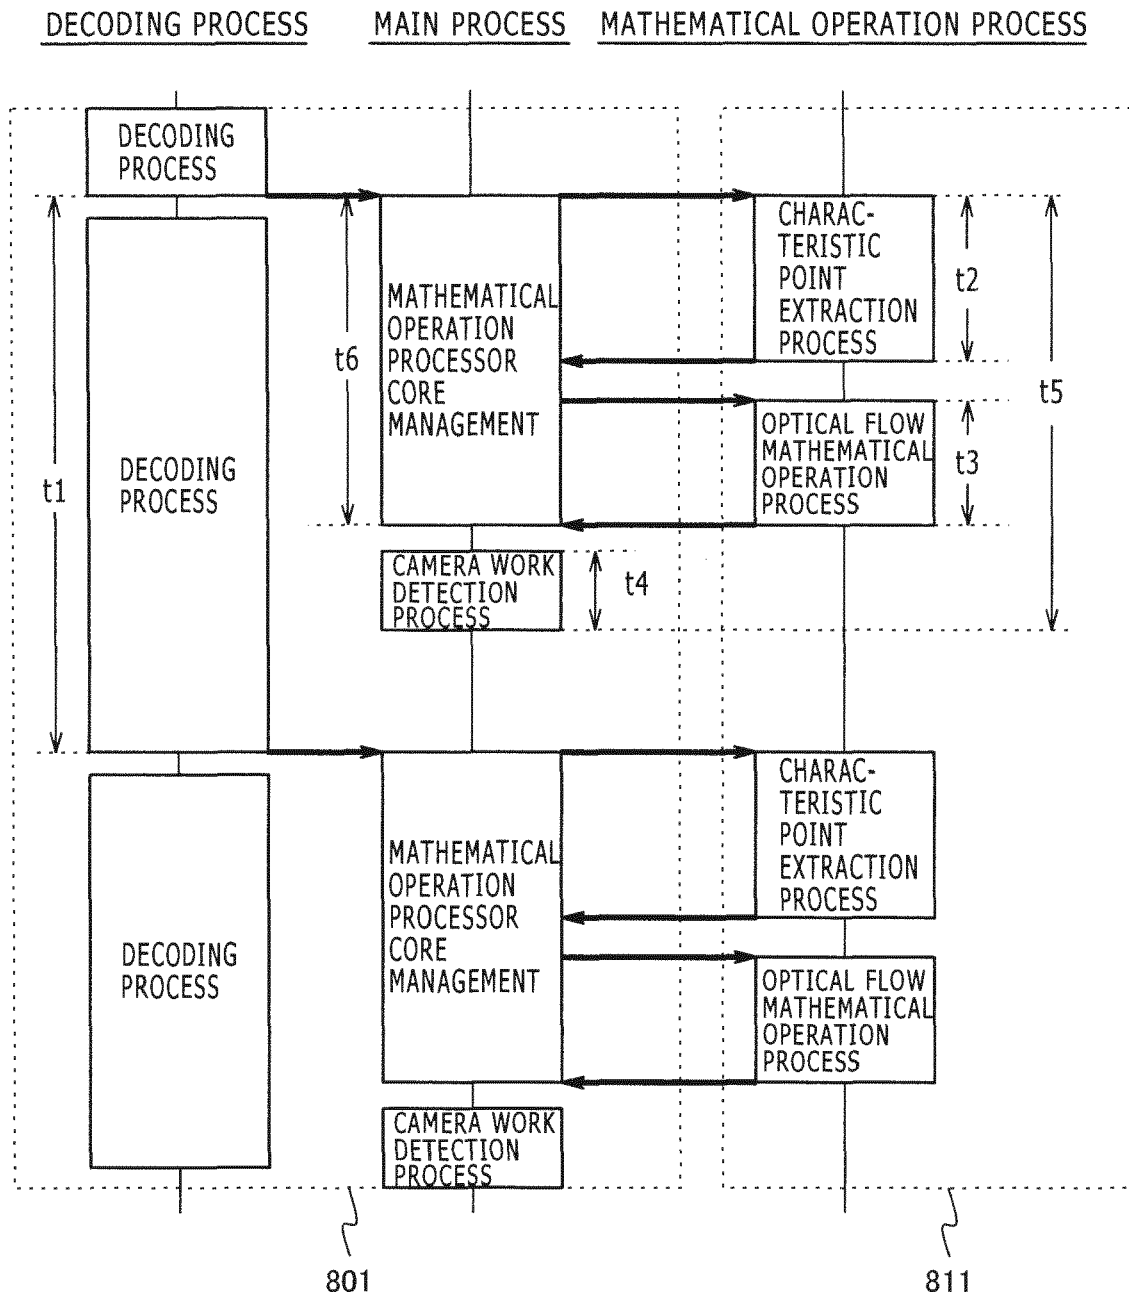 DECODING PROCESS
MAIN PROCESS
MATHEMATICAL OPERATION PROCESS
DECODING
PROCESS
CHARAC-
TERISTIC
POINT
EXTRACTION
PROCESS
t2
t5
MATHEMATICAL
OPERATION
PROCESSOR
CORE
MANAGEMENT
t6
OPTICAL FLOW
MATHEMATICAL
OPERATION
PROCESS
t3
t1
DECODING
PROCESS
CAMERA WORK
DETECTION
PROCESS
t4
CHARAC-
TERISTIC
POINT
EXTRACTION
PROCESS
MATHEMATICAL
OPERATION
PROCESSOR
CORE
MANAGEMENT
DECODING
PROCESS
OPTICAL FLOW
MATHEMATICAL
OPERATION
PROCESS
CAMERA WORK
DETECTION
PROCESS
801
811